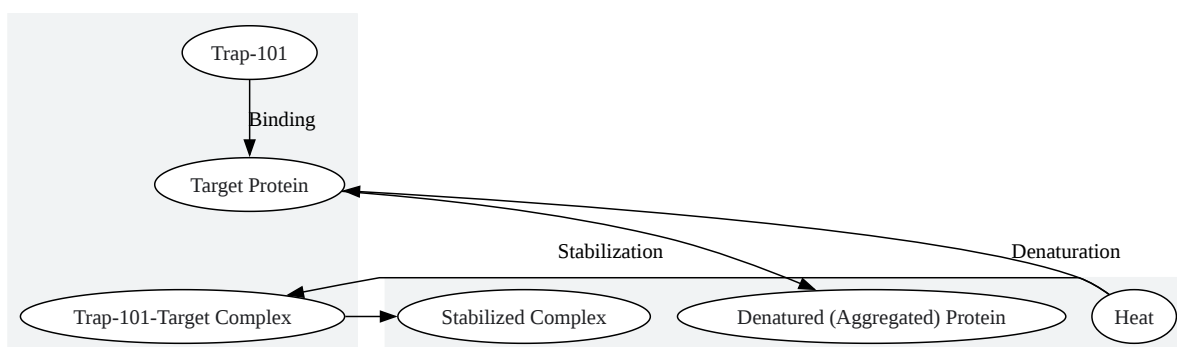 Trap-101
Binding
Target Protein
Stabilization
Denaturation
Trap-101-Target Complex
Stabilized Complex
Denatured (Aggregated) Protein
Heat